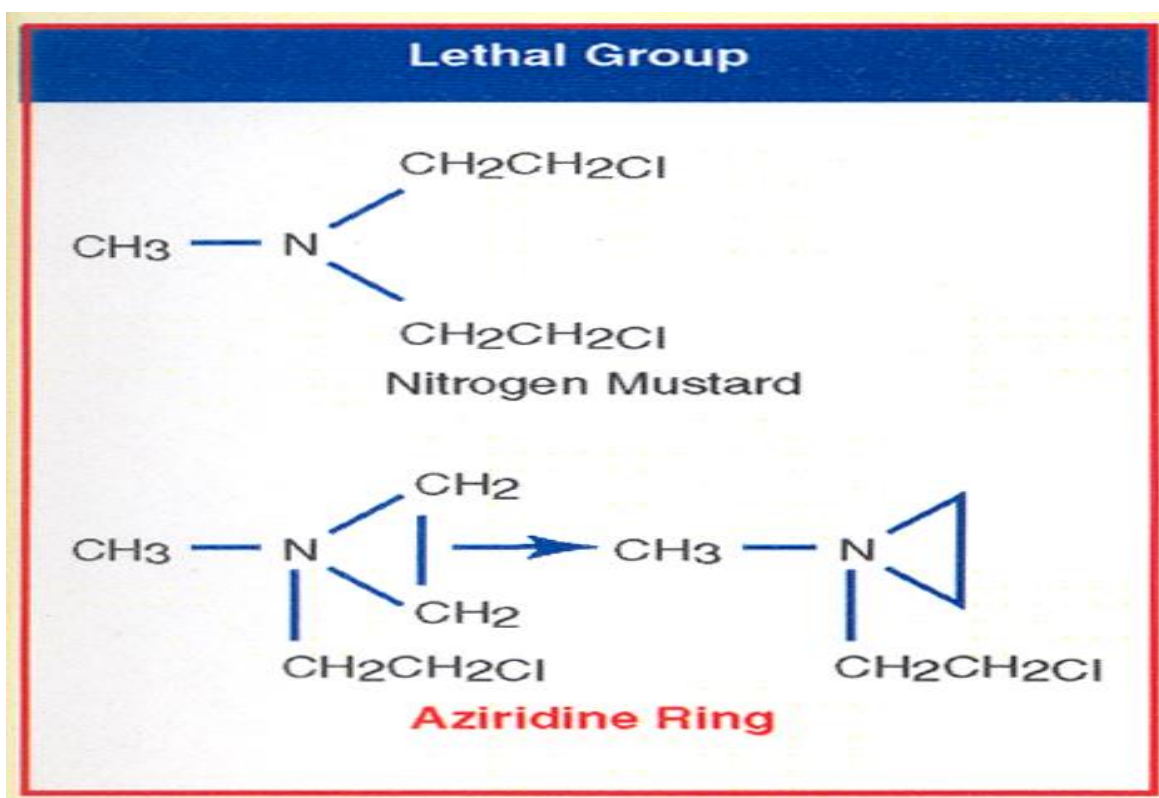 Lethal Group
CH2CH2Cl
CH3 N
CH2CH2Cl
Nitrogen Mustard
CH2
CH3 N CH3 N
CH2
CH2CH2Cl CH2CH2Cl
Aziridine Ring